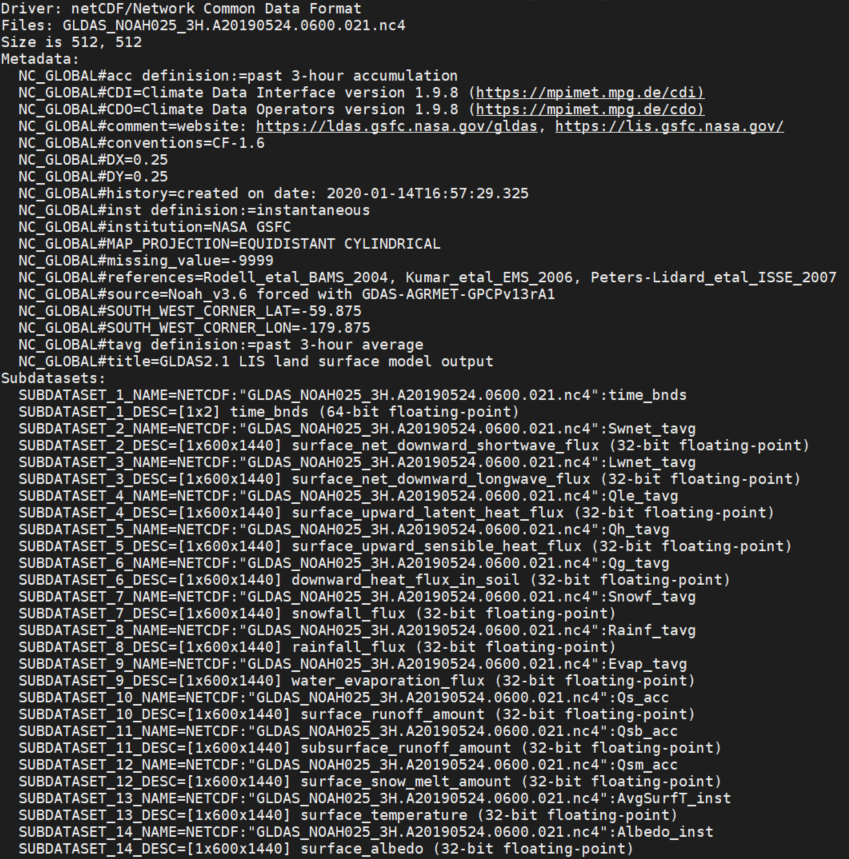 Driver: netCDF/Network Common Data Format
Files: GLDAS_NOAH025_3H.A20190524.0600.021.nc4
Size is 512, 512
Metadata:
  NC_GLOBAL#acc definision:=past 3-hour accumulation
  NC_GLOBAL#CDI=Climate Data Interface version 1.9.8 (https://mpimet.mpg.de/cdi)
  NC_GLOBAL#CDO=Climate Data Operators version 1.9.8 (https://mpimet.mpg.de/cdo)
  NC_GLOBAL#comment=website: https://ldas.gsfc.nasa.gov/gldas, https://lis.gsfc.nasa.gov/
  NC_GLOBAL#conventions=CF-1.6
  NC_GLOBAL#DX=0.25
  NC_GLOBAL#DY=0.25
  NC_GLOBAL#history=created on date: 2020-01-14T16:57:29.325
  NC_GLOBAL#inst definision:=instantaneous
  NC_GLOBAL#institution=NASA GSFC
  NC_GLOBAL#MAP_PROJECTION=EQUIDISTANT CYLINDRICAL
  NC_GLOBAL#missing_value=-9999
  NC_GLOBAL#references=Rodell_etal_BAMS_2004, Kumar_etal_EMS_2006, Peters-Lidard_etal_ISSE_2007
  NC_GLOBAL#source=Noah_v3.6 forced with GDAS-AGRMET-GPCPv13rA1
  NC_GLOBAL#SOUTH_WEST_CORNER_LAT=-59.875
  NC_GLOBAL#SOUTH_WEST_CORNER_LON=-179.875
  NC_GLOBAL#tavg definision:=past 3-hour average
  NC_GLOBAL#title=GLDAS2.1 LIS land surface model output
Subdatasets:
  SUBDATASET_1_NAME=NETCDF:"GLDAS_NOAH025_3H.A20190524.0600.021.nc4":time_bnds
  SUBDATASET_1_DESC=[1x2] time_bnds (64-bit floating-point)
  SUBDATASET_2_NAME=NETCDF:"GLDAS_NOAH025_3H.A20190524.0600.021.nc4":Swnet_tavg
  SUBDATASET_2_DESC=[1x600x1440] surface_net_downward_shortwave_flux (32-bit floating-point)
  SUBDATASET_3_NAME=NETCDF:"GLDAS_NOAH025_3H.A20190524.0600.021.nc4":Lwnet_tavg
  SUBDATASET_3_DESC=[1x600x1440] surface_net_downward_longwave_flux (32-bit floating-point)
  SUBDATASET_4_NAME=NETCDF:"GLDAS_NOAH025_3H.A20190524.0600.021.nc4":Qle_tavg
  SUBDATASET_4_DESC=[1x600x1440] surface_upward_latent_heat_flux (32-bit floating-point)
  SUBDATASET_5_NAME=NETCDF:"GLDAS_NOAH025_3H.A20190524.0600.021.nc4":Qh_tavg
  SUBDATASET_5_DESC=[1x600x1440] surface_upward_sensible_heat_flux (32-bit floating-point)
  SUBDATASET_6_NAME=NETCDF:"GLDAS_NOAH025_3H.A20190524.0600.021.nc4":Qg_tavg
  SUBDATASET_6_DESC=[1x600x1440] downward_heat_flux_in_soil (32-bit floating-point)
  SUBDATASET_7_NAME=NETCDF:"GLDAS_NOAH025_3H.A20190524.0600.021.nc4":Snowf_tavg
  SUBDATASET_7_DESC=[1x600x1440] snowfall_flux (32-bit floating-point)
  SUBDATASET_8_NAME=NETCDF:"GLDAS_NOAH025_3H.A20190524.0600.021.nc4":Rainf_tavg
  SUBDATASET_8_DESC=[1x600x1440] rainfall_flux (32-bit floating-point)
  SUBDATASET_9_NAME=NETCDF:"GLDAS_NOAH025_3H.A20190524.0600.021.nc4":Evap_tavg
  SUBDATASET_9_DESC=[1x600x1440] water_evaporation_flux (32-bit floating-point)
  SUBDATASET_10_NAME=NETCDF:"GLDAS_NOAH025_3H.A20190524.0600.021.nc4":Qs_acc
  SUBDATASET_10_DESC=[1x600x1440] surface_runoff_amount (32-bit floating-point)
  SUBDATASET_11_NAME=NETCDF:"GLDAS_NOAH025_3H.A20190524.0600.021.nc4":Qsb_acc
  SUBDATASET_11_DESC=[1x600x1440] subsurface_runoff_amount (32-bit floating-point)
  SUBDATASET_12_NAME=NETCDF:"GLDAS_NOAH025_3H.A20190524.0600.021.nc4":Qsm_acc
  SUBDATASET_12_DESC=[1x600x1440] surface_snow_melt_amount (32-bit floating-point)
  SUBDATASET_13_NAME=NETCDF:"GLDAS_NOAH025_3H.A20190524.0600.021.nc4":AvgSurfT_inst
  SUBDATASET_13_DESC=[1x600x1440] surface_temperature (32-bit floating-point)
  SUBDATASET_14_NAME=NETCDF:"GLDAS_NOAH025_3H.A20190524.0600.021.nc4":Albedo_inst
  SUBDATASET_14_DESC=[1x600x1440] surface_albedo (32-bit floating-point)